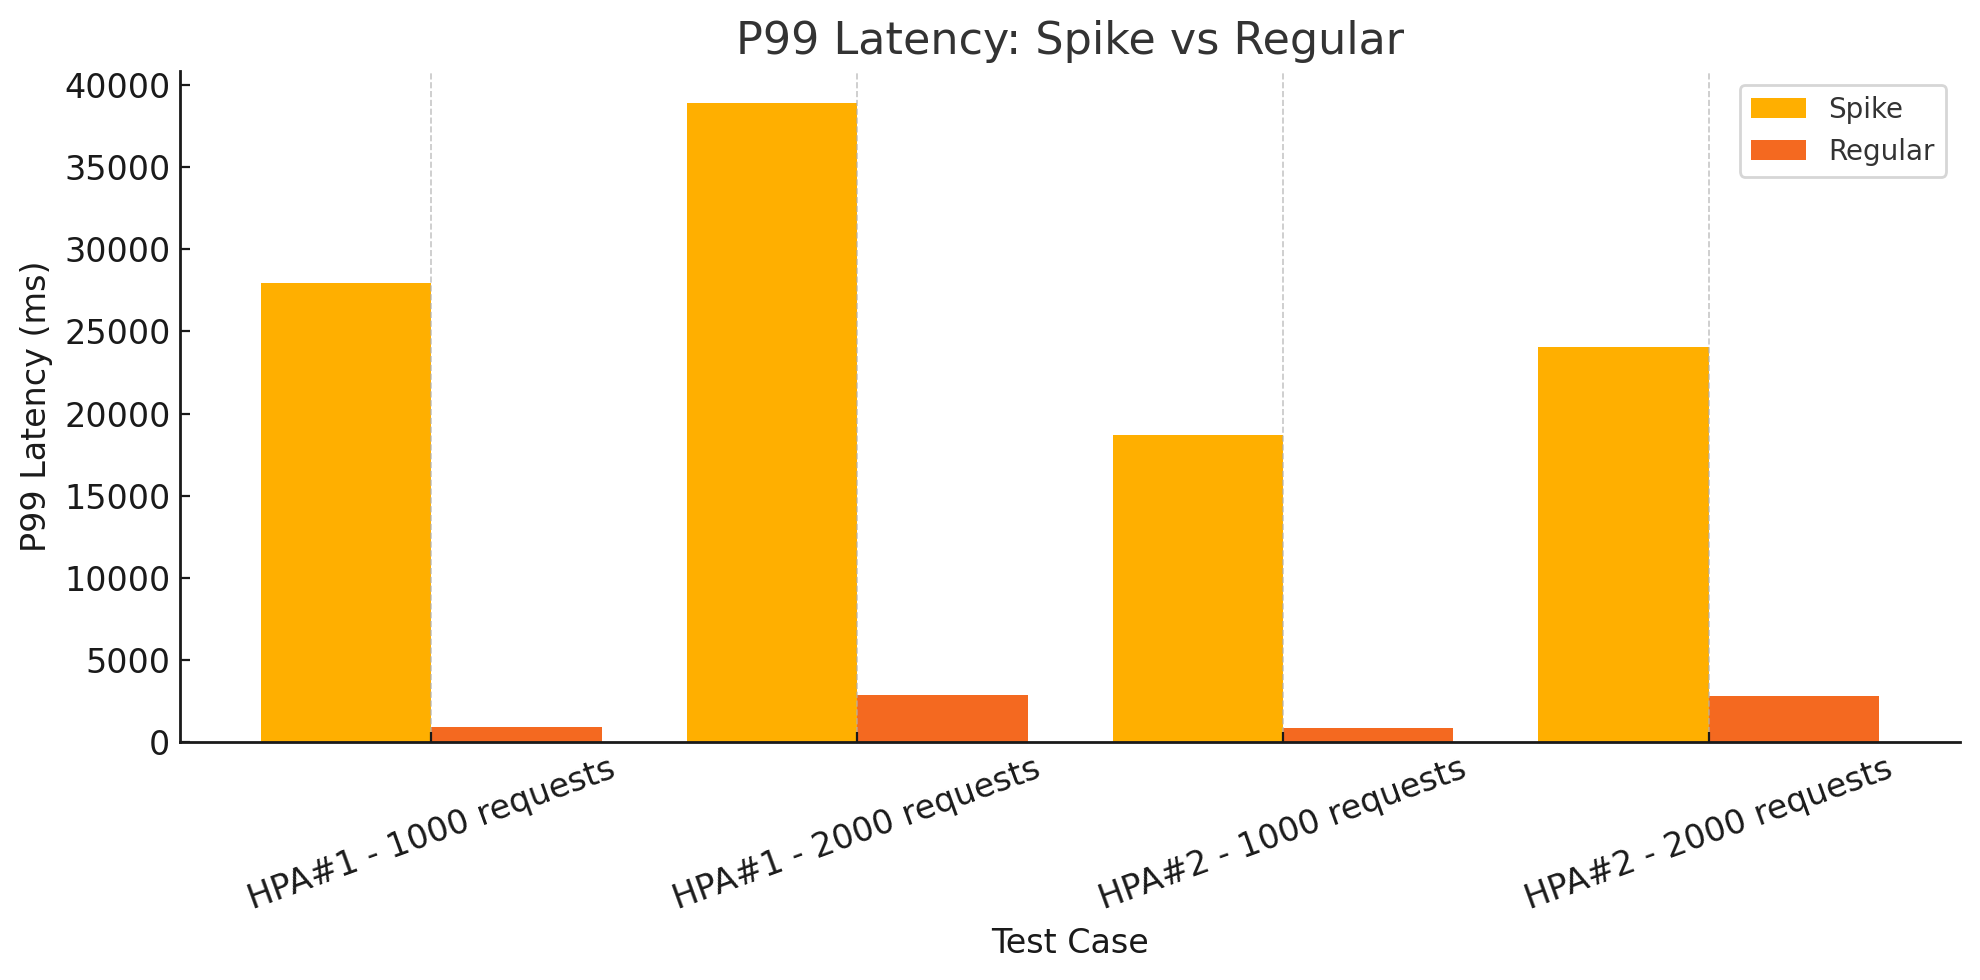 P99 Latency: Spike vs Regular
Spike
Regular
P99 Latency (ms)
40000
35000
30000
25000
20000
15000
10000
5000
0
HPA#1 - 1000 requests
HPA#1 - 2000 requests
HPA#2 - 1000 requests
HPA#2 - 2000 requests
Test Case